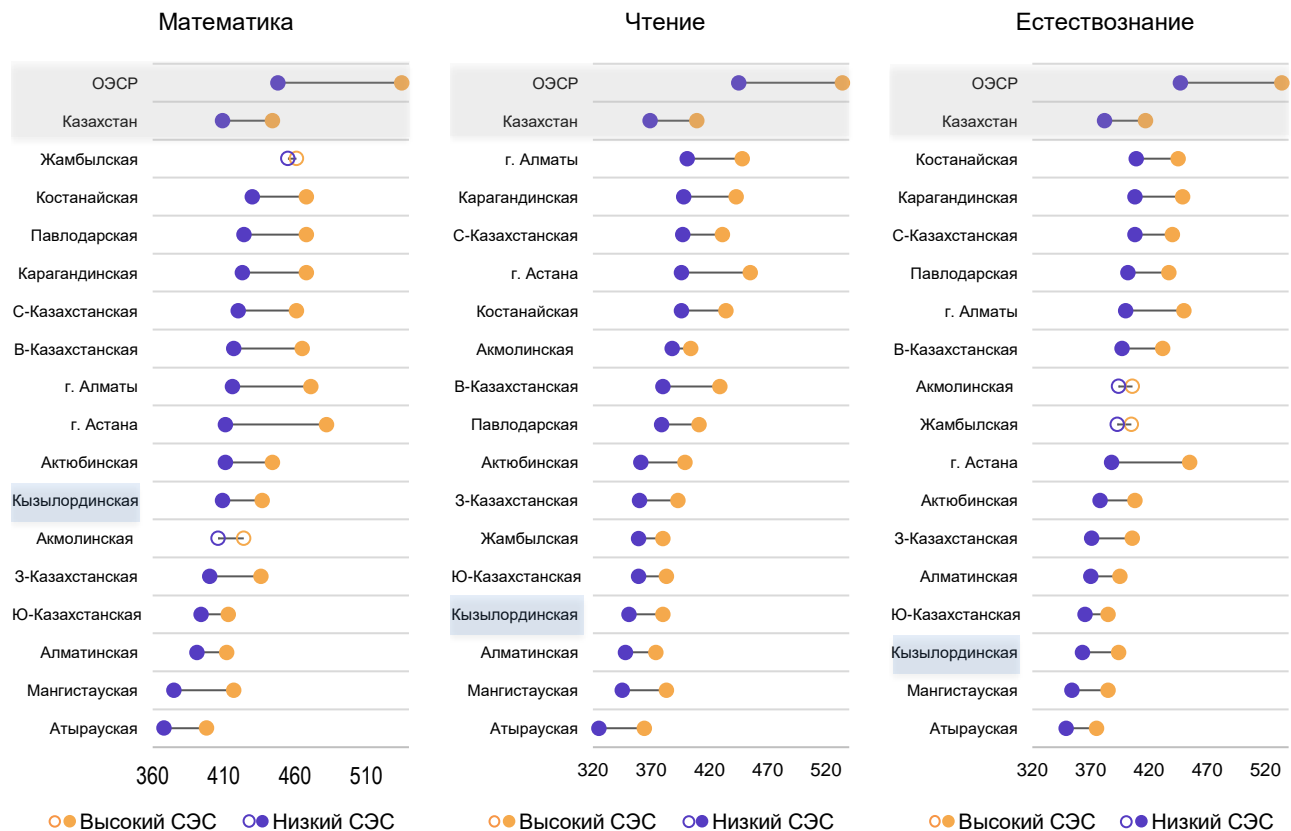 Математика
ОЭСР
Казахстан
Жамбылская
Костанайская
Павлодарская
Карагандинская
С-Казахстанская
В-Казахстанская
г. Алматы
г. Астана
Актюбинская
Кызылординская
Акмолинская
З-Казахстанская
Ю-Казахстанская
Алматинская
Мангистауская
Атырауская
360 410 460 510
Высокий СЭС Низкий СЭС
Чтение
ОЭСР
Казахстан
г. Алматы
Карагандинская
С-Казахстанская
г. Астана
Костанайская
Акмолинская
В-Казахстанская
Павлодарская
Актюбинская
З-Казахстанская
Жамбылская
Ю-Казахстанская
Кызылординская
Алматинская
Мангистауская
Атырауская
320 370 420 470 520
Высокий СЭС Низкий СЭС
Естествознание
ОЭСР
Казахстан
Костанайская
Карагандинская
С-Казахстанская
Павлодарская
г. Алматы
В-Казахстанская
Акмолинская
Жамбылская
г. Астана
Актюбинская
З-Казахстанская
Алматинская
Ю-Казахстанская
Кызылординская
Мангистауская
Атырауская
320 370 420 470 520
Высокий СЭС Низкий СЭС